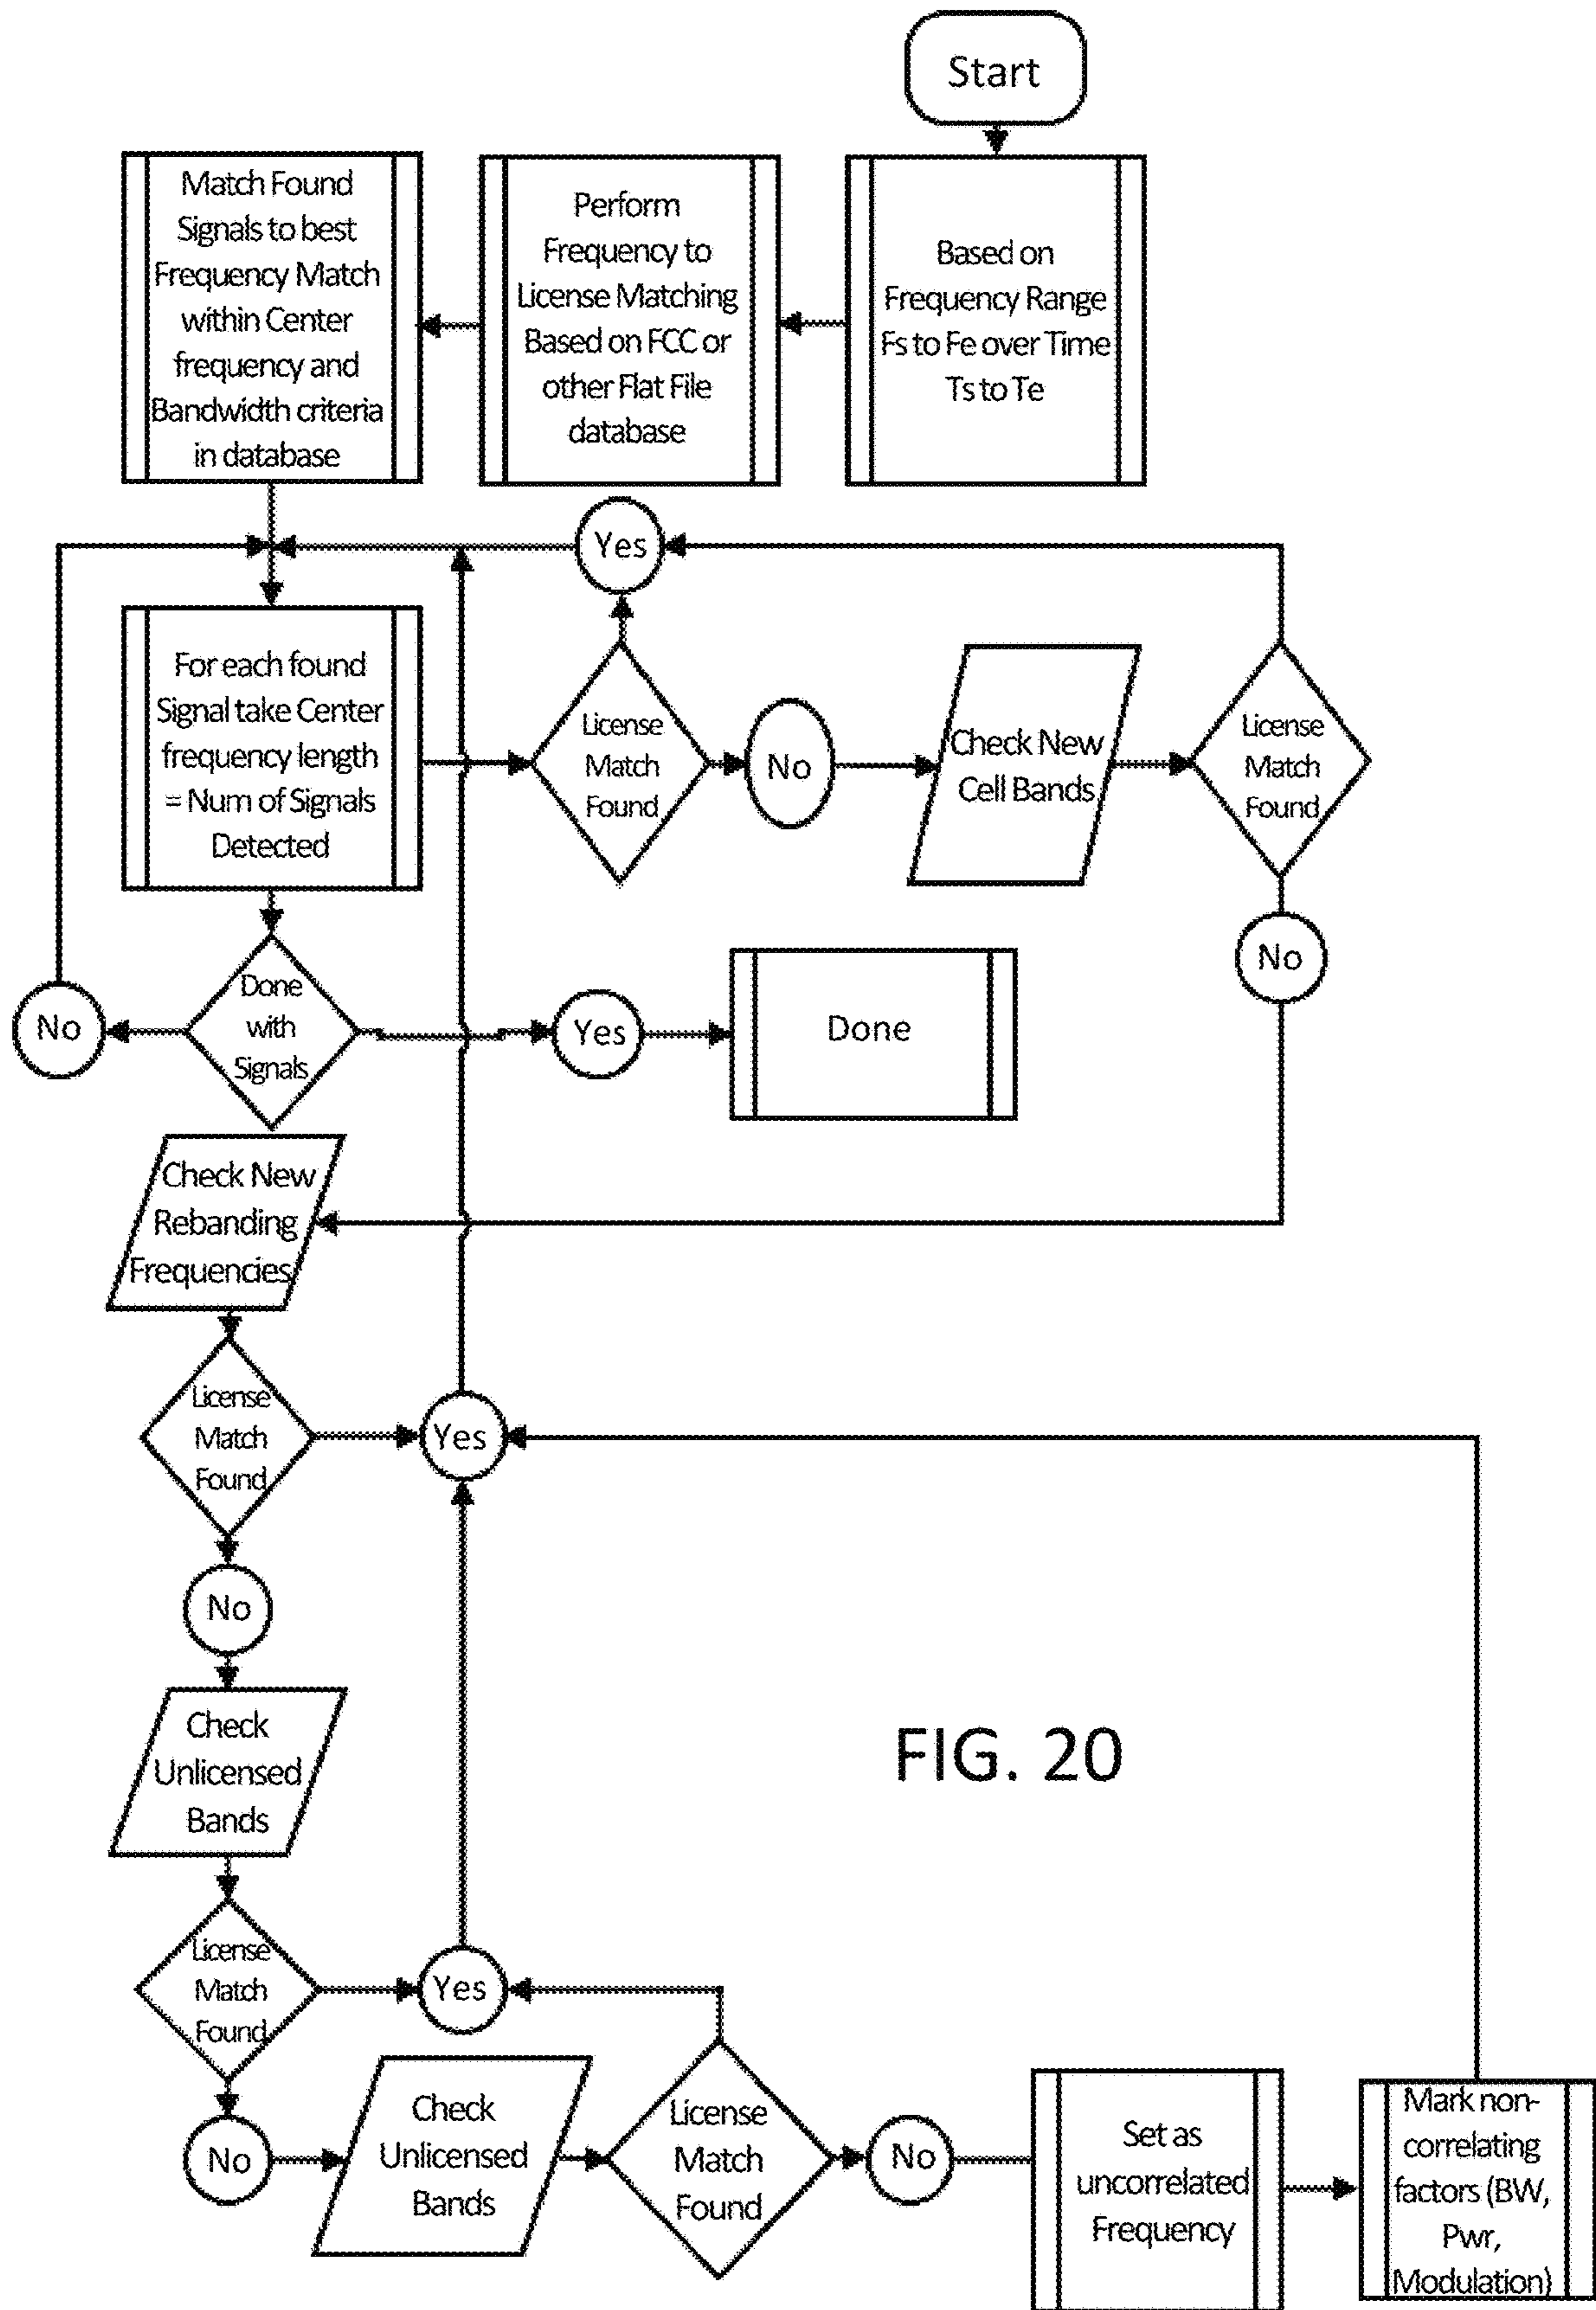 Start
Match Found
Signals to best
Frequency Match
within Center
frequency and
Bandwidth criteria
in database
Perform
Frequency to
License Matching
Based on FCC or
other Flat File
database
Based on
Frequency Range
Fs to Fe over Time
Ts to Te
Yes
For each found
Signal take Center
frequency length
= Num of Signals
Detected
License
Match
Found
No
Check New
Cell Bands
License
Match
Found
No
Done
with
Signals
No
Yes
Done
Check New
Rebanding
Frequencies
License
Match
Found
Yes
No
Check
Unlicensed
Bands
FIG. 20
License
Match
Found
Yes
No
Check
Unlicensed
Bands
License
Match
Found
No
Set as
uncorrelated
Frequency
Mark non-
correlating
factors (BW,
Pwr,
Modulation)